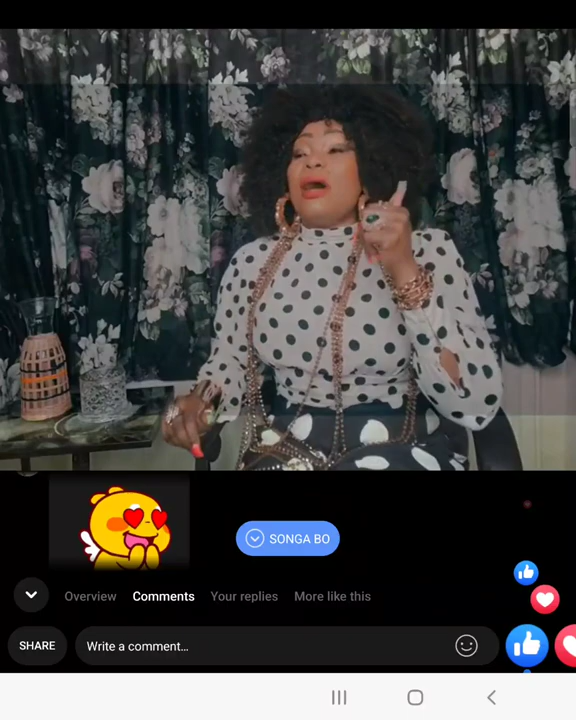 SONGA BO
Overview Comments Your replies More like this
SHARE Write a comment...